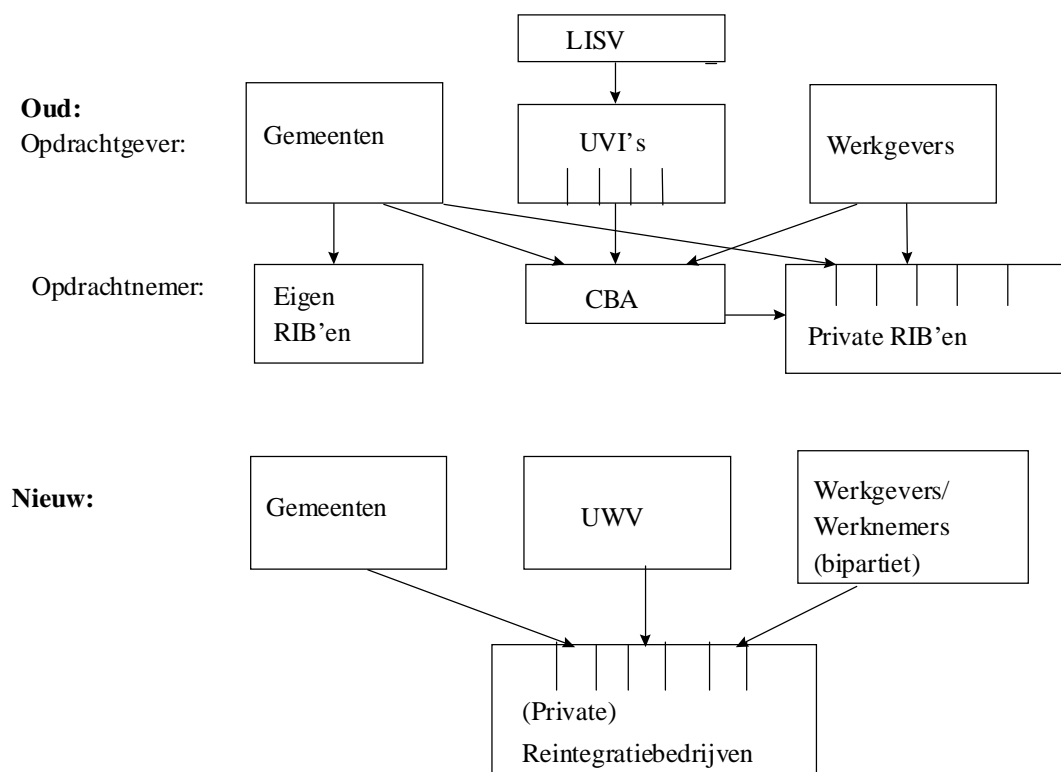 LISV
Oud:
Opdrachtgever:
Gemeenten
UVI's
Werkgevers
Opdrachtnemer:
Eigen
RIB'en
CBA
Private RIB'en
Nieuw:
Gemeenten
UWV
Werkgevers/
Werknemers
(bipartiet)
(Private)
Reintegratiebedrijven